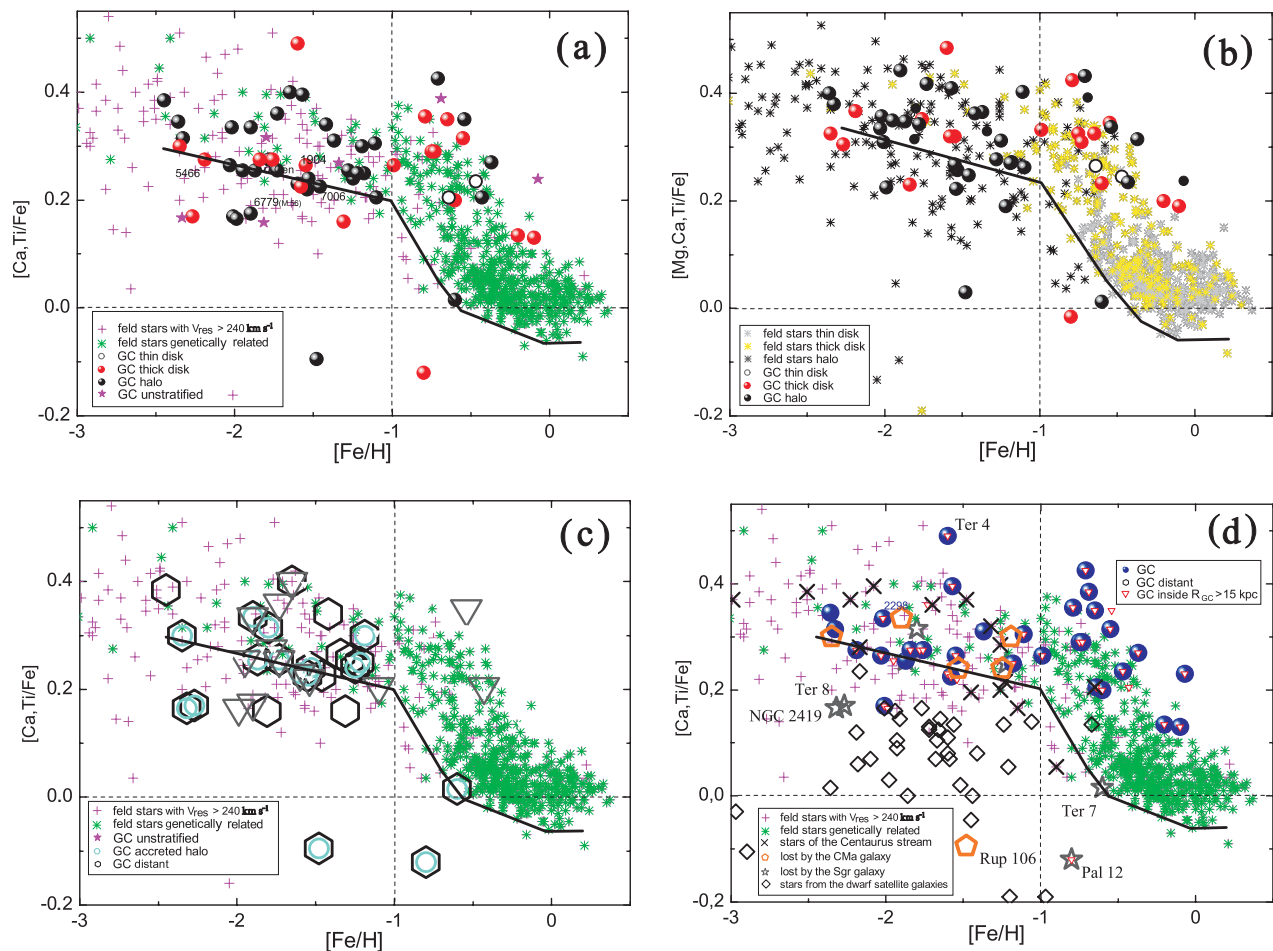 (a)
[Ca,Ti/Fe]
0.4
0.2
0.0
-0.2
5466
1904
6779(M56)
7006
feld stars with Vres > 240 km s-1
feld stars genetically related
GC thin disk
GC thick disk
GC halo
GC unstratified
-3
-2
-1
0
[Fe/H]
(b)
[Mg,Ca,Ti/Fe]
0.4
0.2
0.0
-0.2
feld stars thin disk
feld stars thick disk
feld stars halo
GC thin disk
GC thick disk
GC halo
-3
-2
-1
0
[Fe/H]
(c)
[Ca,Ti/Fe]
0.4
0.2
0.0
-0.2
feld stars with Vres > 240 km s-1
feld stars genetically related
GC unstratified
GC accreted halo
GC distant
-3
-2
-1
0
[Fe/H]
(d)
[Ca,Ti/Fe]
0.4
0.2
0.0
-0,2
Ter 4
GC
GC distant
GC inside RGC>15 kpc
2298
Ter 8
NGC 2419
Ter 7
Rup 106
Pal 12
feld stars with Vres > 240 km s-1
feld stars genetically related
stars of the Centaurus stream
lost by the CMa galaxy
lost by the Sgr galaxy
stars from the dwarf satellite galaxies
-3
-2
-1
0
[Fe/H]